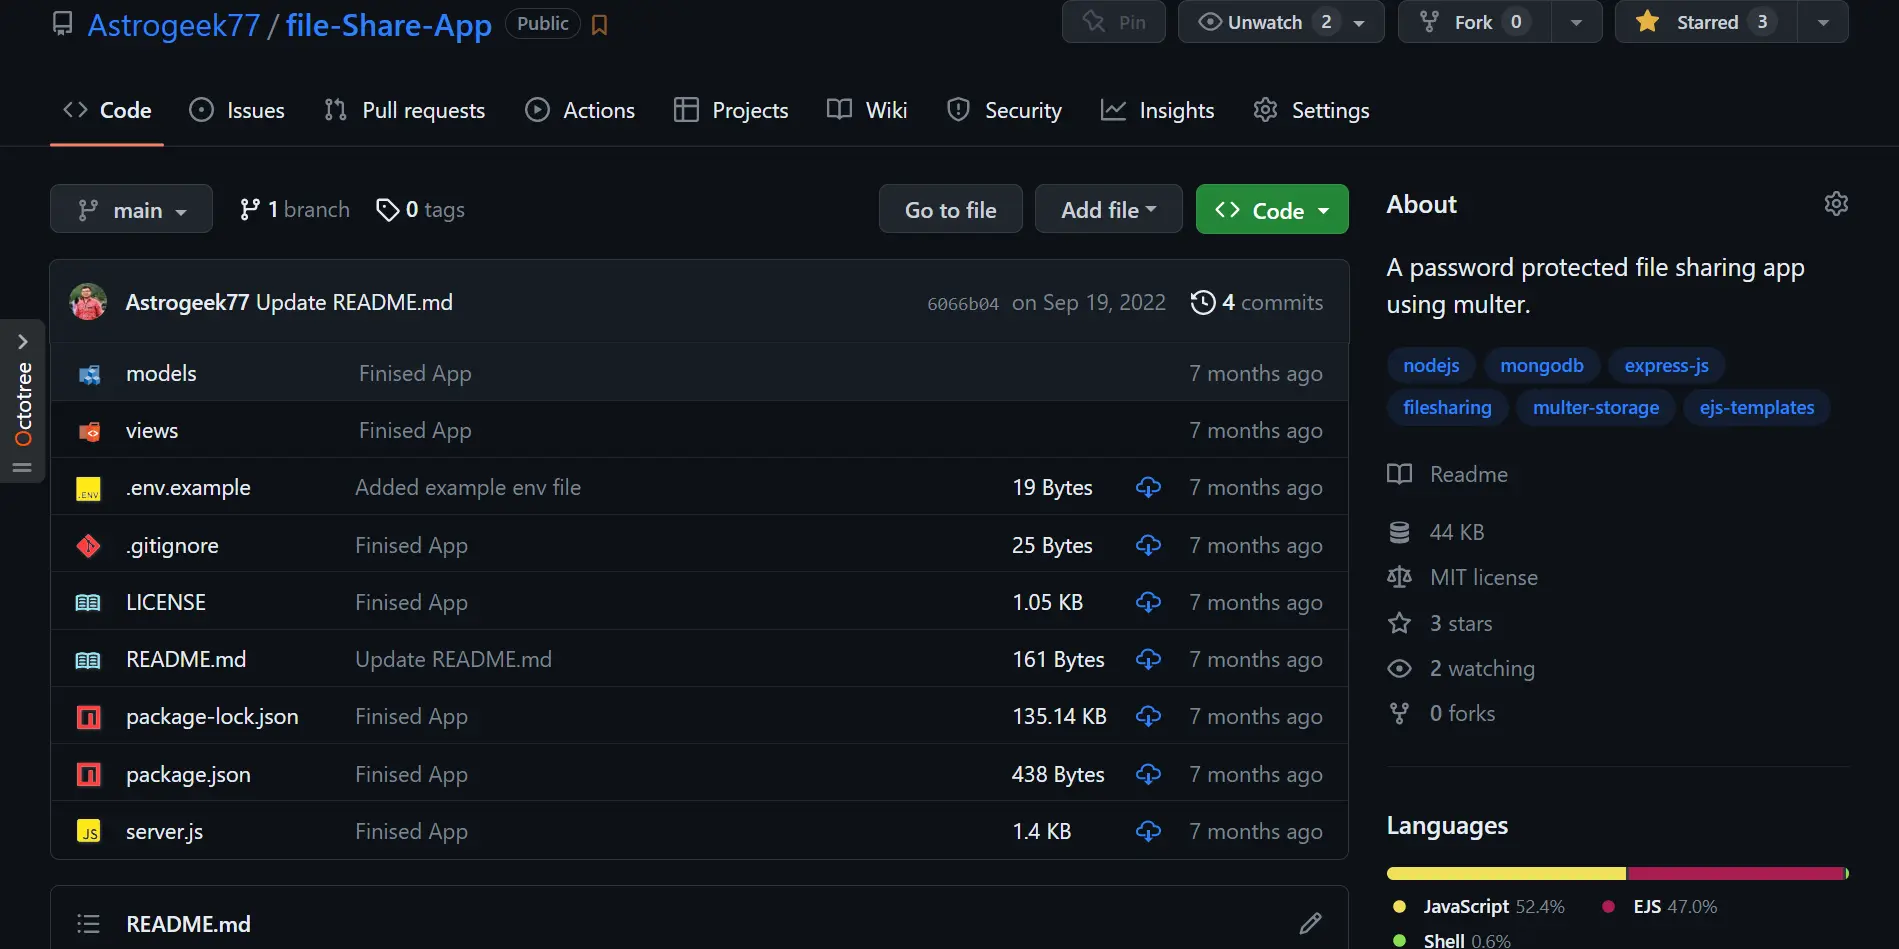 Astrogeek77 / file-Share-App Public Pin Unwatch 2 Fork 0 Starred 3
Code Issues Pull requests Actions Projects Wiki Security Insights Settings
main 1 branch 0 tags Go to file Add file Code
Astrogeek77 Update README.md 6066b04 on Sep 19, 2022 4 commits
models Finised App 7 months ago
views Finised App 7 months ago
.env.example Added example env file 19 Bytes 7 months ago
.gitignore Finised App 25 Bytes 7 months ago
LICENSE Finised App 1.05 KB 7 months ago
README.md Update README.md 161 Bytes 7 months ago
package-lock.json Finised App 135.14 KB 7 months ago
package.json Finised App 438 Bytes 7 months ago
server.js Finised App 1.4 KB 7 months ago
README.md
Octotree
.ENV
JS
About
A password protected file sharing app
using multer.
nodejs mongodb express-js
filesharing multer-storage ejs-templates
Readme
44 KB
MIT license
3 stars
2 watching
0 forks
Languages
JavaScript 52.4% EJS 47.0%
Shell 0.6%